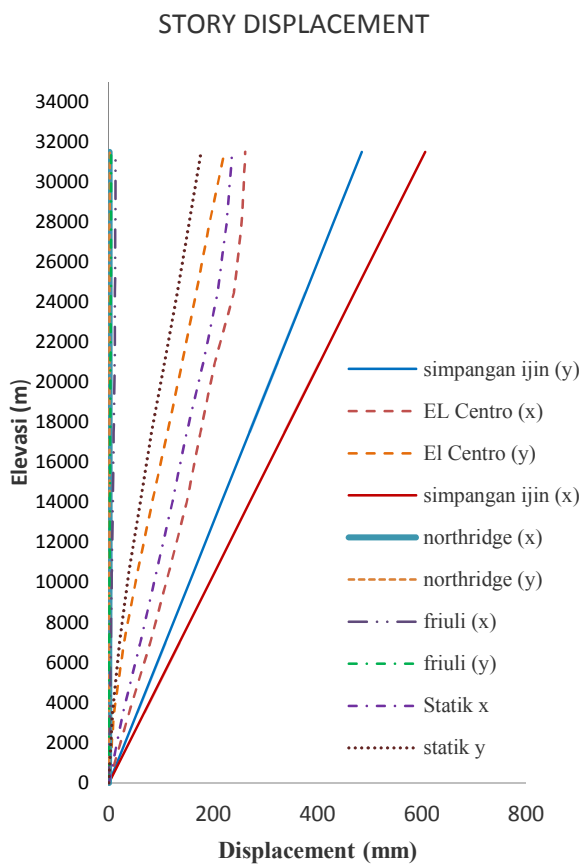 STORY DISPLACEMENT
34000
32000
30000
28000
26000
24000
22000
20000
18000
16000
14000
12000
10000
8000
6000
4000
2000
0
Elevasi (m)
simpangan ijin (y)
EL Centro (x)
El Centro (y)
simpangan ijin (x)
northridge (x)
northridge (y)
friuli (x)
friuli (y)
Statik x
statik y
0 200 400 600 800
Displacement (mm)